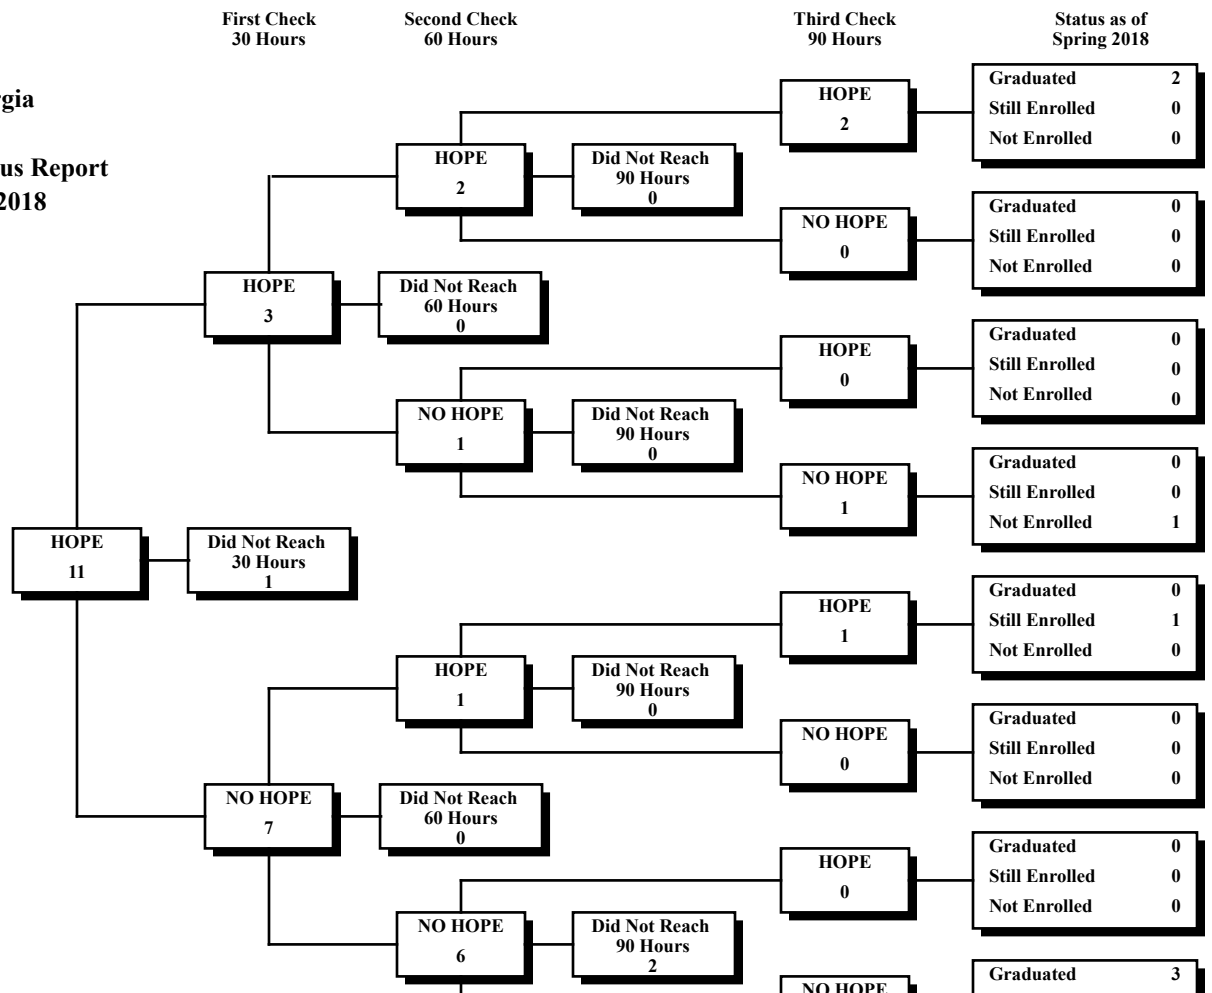 First Check
30 Hours
Second Check
60 Hours
Third Check
90 Hours
Status as of
Spring 2018
rgia
us Report
2018
HOPE
2
Graduated 2
Still Enrolled 0
Not Enrolled 0
HOPE
2
Did Not Reach
90 Hours
0
NO HOPE
0
Graduated 0
Still Enrolled 0
Not Enrolled 0
HOPE
3
Did Not Reach
60 Hours
0
HOPE
0
Graduated 0
Still Enrolled 0
Not Enrolled 0
NO HOPE
1
Did Not Reach
90 Hours
0
NO HOPE
1
Graduated 0
Still Enrolled 0
Not Enrolled 1
HOPE
11
Did Not Reach
30 Hours
1
HOPE
1
Graduated 0
Still Enrolled 1
Not Enrolled 0
HOPE
1
Did Not Reach
90 Hours
0
NO HOPE
0
Graduated 0
Still Enrolled 0
Not Enrolled 0
NO HOPE
7
Did Not Reach
60 Hours
0
HOPE
0
Graduated 0
Still Enrolled 0
Not Enrolled 0
NO HOPE
6
Did Not Reach
90 Hours
2
NO HOPE
Graduated 3